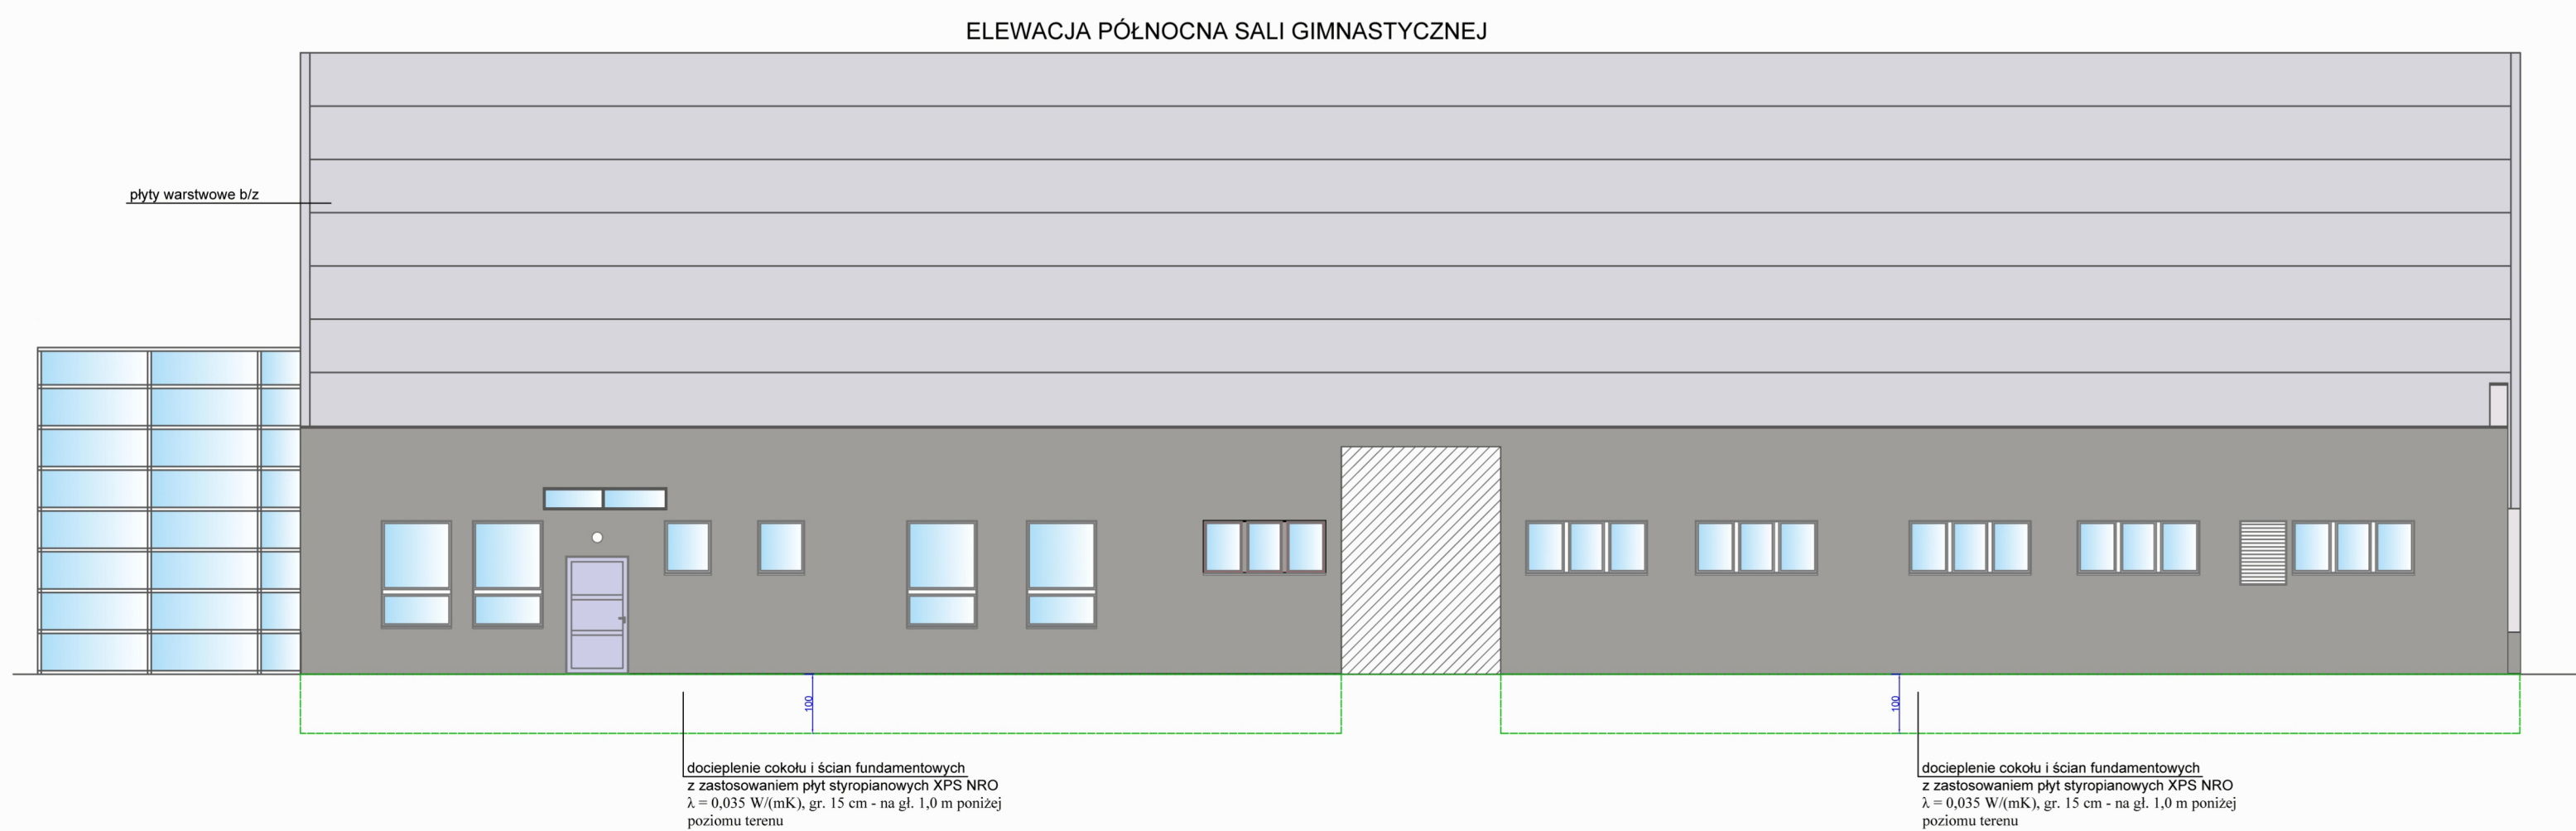 ELEWACJA PÓŁNOCNA SALI GIMNASTYCZNEJ
płyty warstwowe b/z
100
100
docieplenie cokołu i ścian fundamentowych
z zastosowaniem płyt styropianowych XPS NRO
λ = 0,035 W/(mK), gr. 15 cm - na gł. 1,0 m poniżej
poziomu terenu
docieplenie cokołu i ścian fundamentowych
z zastosowaniem płyt styropianowych XPS NRO
λ = 0,035 W/(mK), gr. 15 cm - na gł. 1,0 m poniżej
poziomu terenu